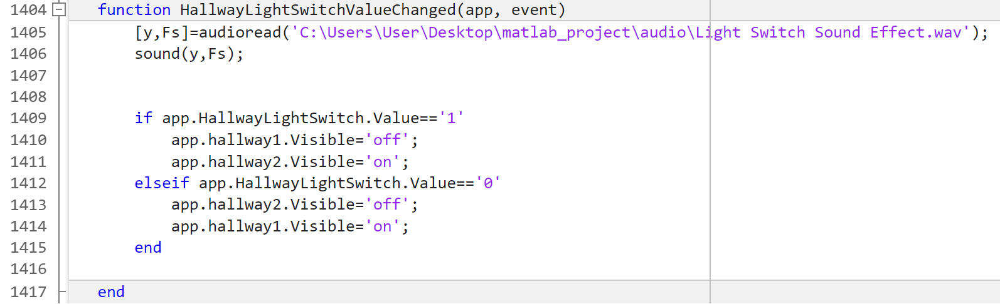 1404 function HallwayLightSwitchValueChanged(app, event)
1405 [y,Fs]=audioread('C:\Users\User\Desktop\matlab_project\audio\Light Switch Sound Effect.wav');
1406 sound(y,Fs);
1407
1408
1409 if app.HallwayLightSwitch.Value=='1'
1410 app.hallway1.Visible='off';
1411 app.hallway2.Visible='on';
1412 elseif app.HallwayLightSwitch.Value=='0'
1413 app.hallway2.Visible='off';
1414 app.hallway1.Visible='on';
1415 end
1416
1417 end